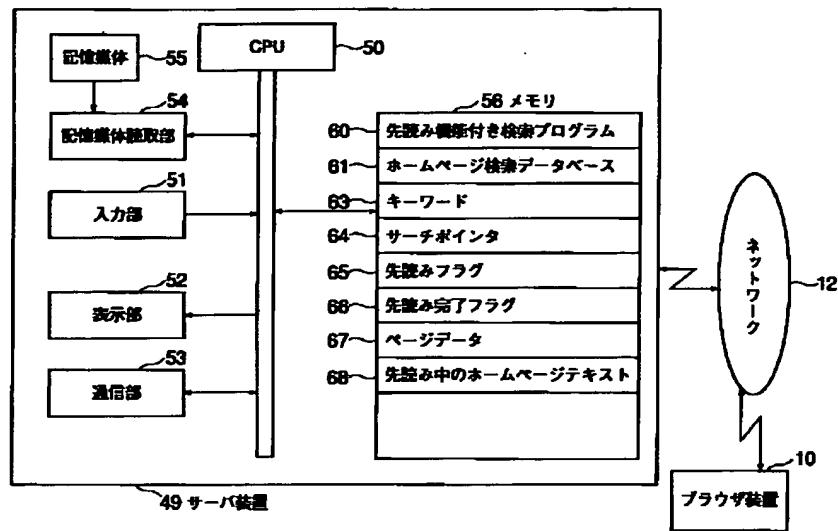 CPU
50
記憶媒体
55
54
記憶媒体読取部
51
入力部
52
表示部
53
通信部
56 メモリ
60 先読み機能付き検索プログラム
61 ホームページ検索データベース
63 キーワード
64 サーチポインタ
65 先読みフラグ
66 先読み完了フラグ
67 ページデータ
68 先読み中のホームページテキスト
ネットワーク
12
10
ブラウザ装置
49 サーバ装置